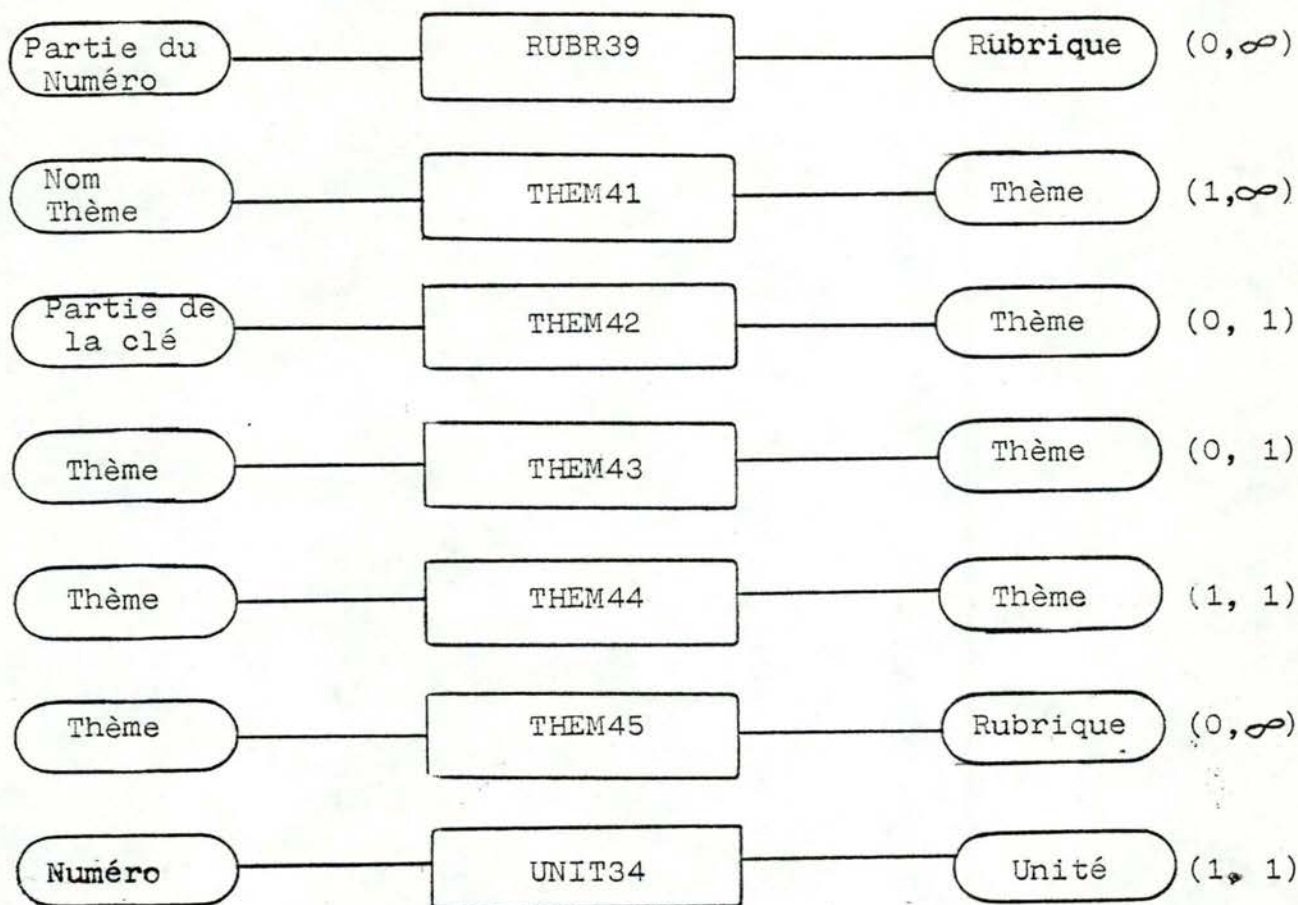 Partie du Numéro RUBR39 Rubrique (0,∞)
Nom Thème THEM41 Thème (1,∞)
Partie de la clé THEM42 Thème (0, 1)
Thème THEM43 Thème (0, 1)
Thème THEM44 Thème (1, 1)
Thème THEM45 Rubrique (0,∞)
Numéro UNIT34 Unité (1, 1)